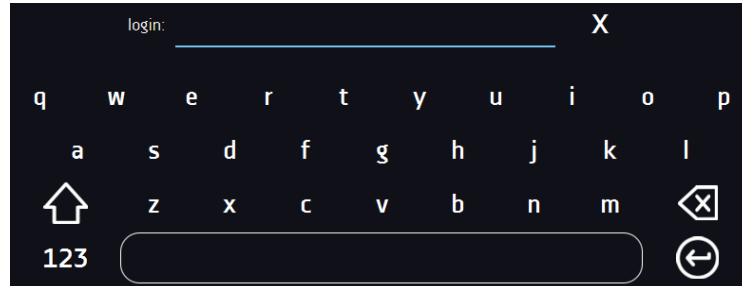 login: X
q w e r t y u i o p
a s d f g h j k l
z x c v b n m
123